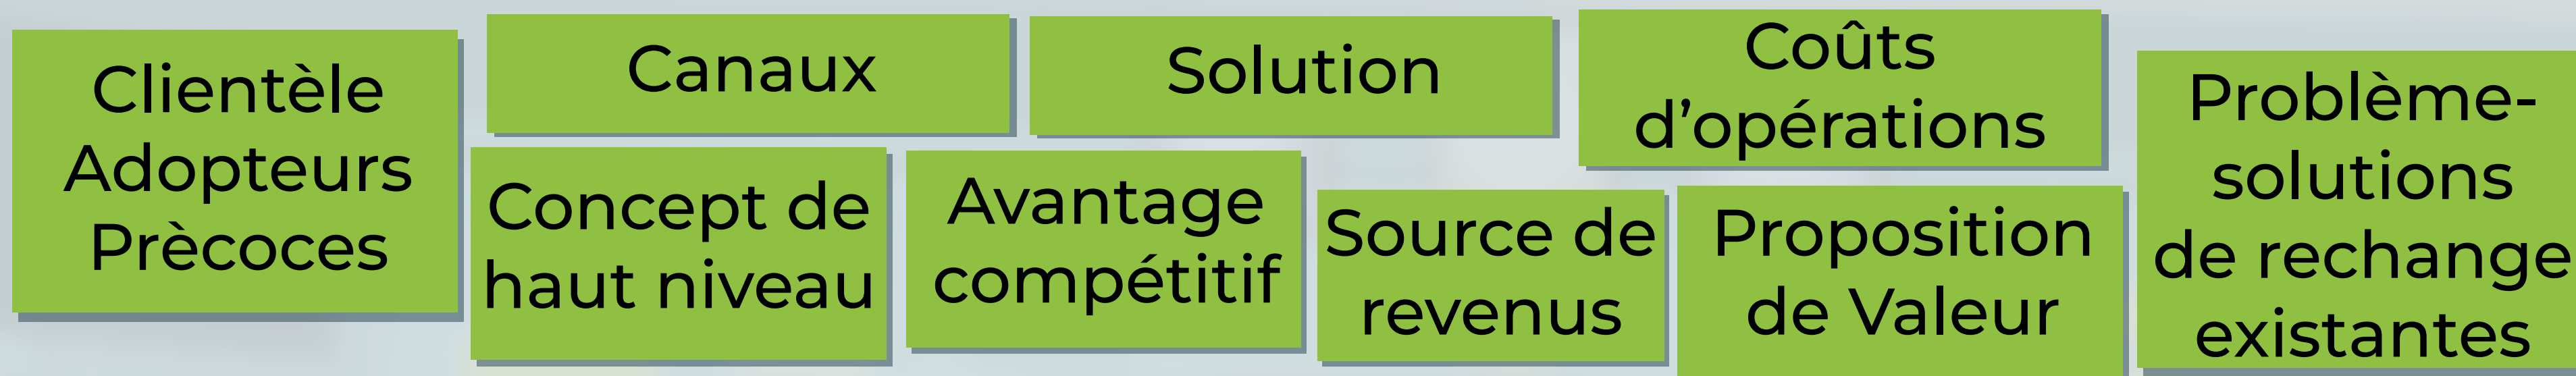 Clientèle
Adopteurs
Prècoces
Canaux
Solution
Coûts
d’opérations
Problème-
solutions
de rechange
existantes
Concept de
haut niveau
Avantage
compétitif
Source de
revenus
Proposition
de Valeur